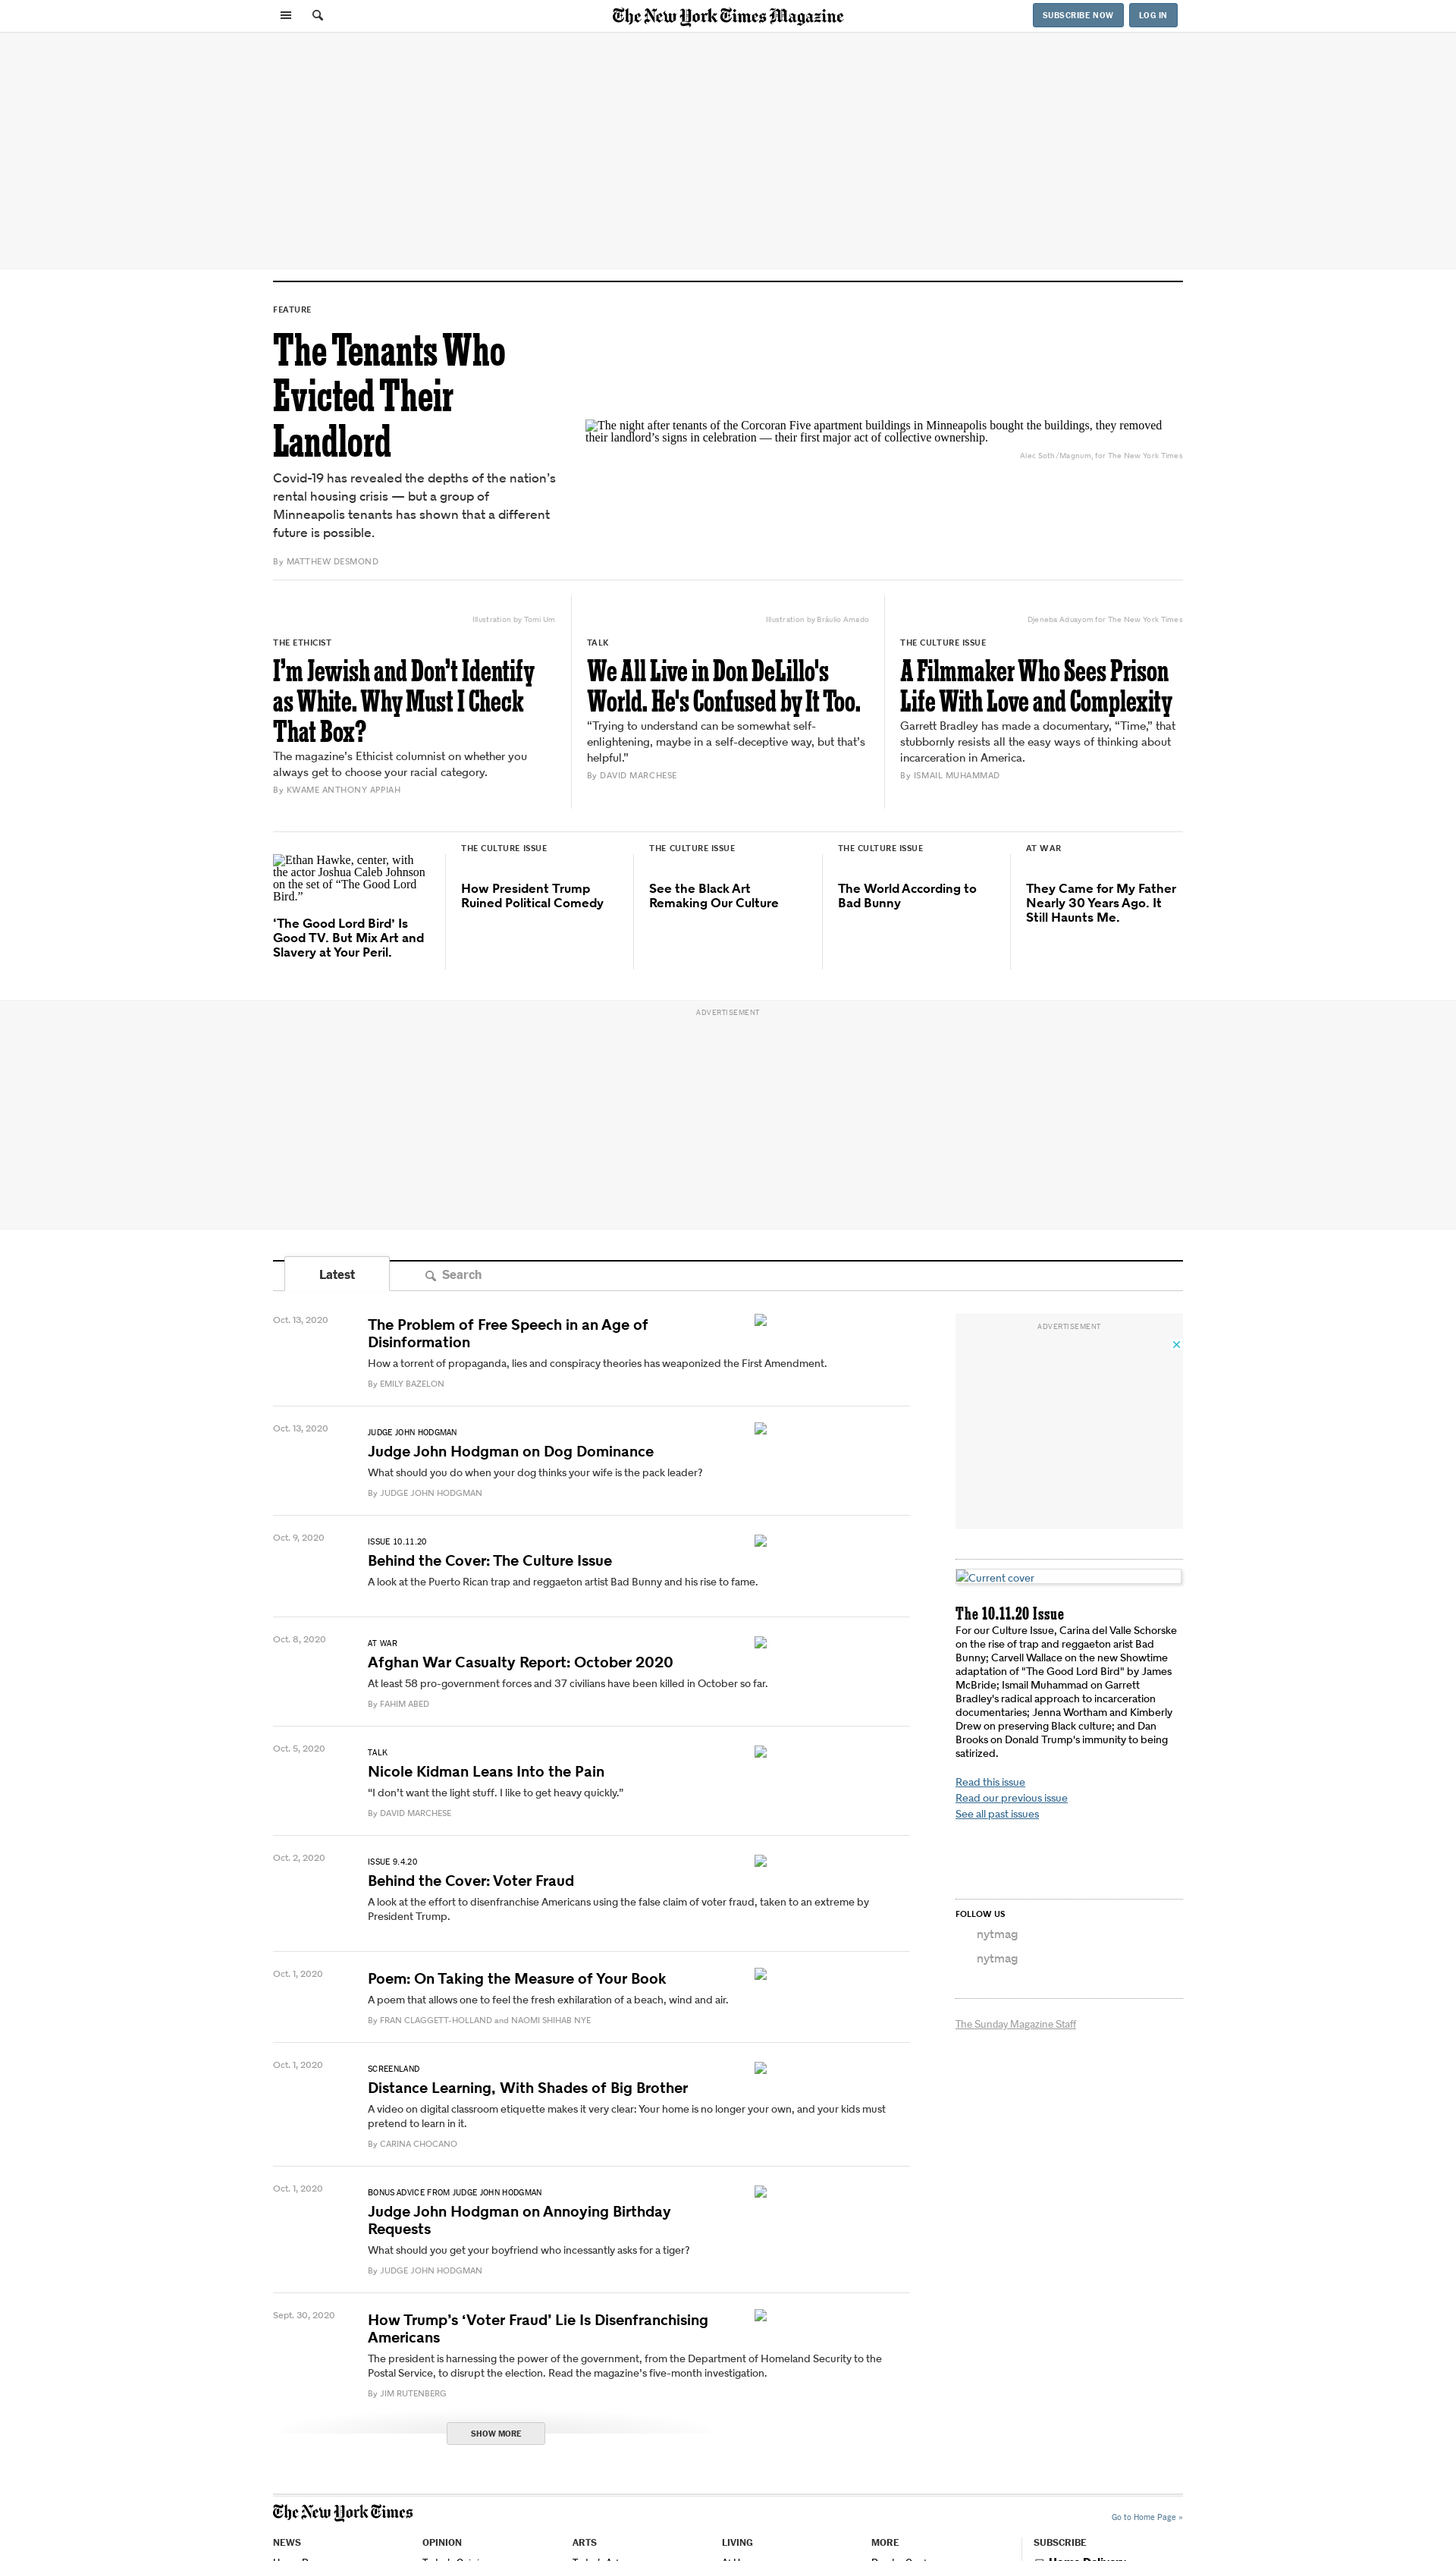 The New York Times Magazine
SUBSCRIBE NOW
LOG IN
FEATURE
The Tenants Who
Evicted Their
Landlord
Covid-19 has revealed the depths of the nation’s
rental housing crisis — but a group of
Minneapolis tenants has shown that a different
future is possible.
By MATTHEW DESMOND
The night after tenants of the Corcoran Five apartment buildings in Minneapolis bought the buildings, they removed
their landlord’s signs in celebration — their first major act of collective ownership.
Alec Soth/Magnum, for The New York Times
Illustration by Tomi Um
THE ETHICIST
I’m Jewish and Don’t Identify
as White. Why Must I Check
That Box?
The magazine’s Ethicist columnist on whether you
always get to choose your racial category.
By KWAME ANTHONY APPIAH
Illustration by Bráulio Amado
TALK
We All Live in Don DeLillo's
World. He's Confused by It Too.
“Trying to understand can be somewhat self-
enlightening, maybe in a self-deceptive way, but that’s
helpful."
By DAVID MARCHESE
Djeneba Aduayom for The New York Times
THE CULTURE ISSUE
A Filmmaker Who Sees Prison
Life With Love and Complexity
Garrett Bradley has made a documentary, “Time,” that
stubbornly resists all the easy ways of thinking about
incarceration in America.
By ISMAIL MUHAMMAD
Ethan Hawke, center, with
the actor Joshua Caleb Johnson
on the set of “The Good Lord
Bird.”
‘The Good Lord Bird’ Is
Good TV. But Mix Art and
Slavery at Your Peril.
THE CULTURE ISSUE
How President Trump
Ruined Political Comedy
THE CULTURE ISSUE
See the Black Art
Remaking Our Culture
THE CULTURE ISSUE
The World According to
Bad Bunny
AT WAR
They Came for My Father
Nearly 30 Years Ago. It
Still Haunts Me.
ADVERTISEMENT
Latest
Search
Oct. 13, 2020
The Problem of Free Speech in an Age of
Disinformation
How a torrent of propaganda, lies and conspiracy theories has weaponized the First Amendment.
By EMILY BAZELON
Oct. 13, 2020
JUDGE JOHN HODGMAN
Judge John Hodgman on Dog Dominance
What should you do when your dog thinks your wife is the pack leader?
By JUDGE JOHN HODGMAN
Oct. 9, 2020
ISSUE 10.11.20
Behind the Cover: The Culture Issue
A look at the Puerto Rican trap and reggaeton artist Bad Bunny and his rise to fame.
Oct. 8, 2020
AT WAR
Afghan War Casualty Report: October 2020
At least 58 pro-government forces and 37 civilians have been killed in October so far.
By FAHIM ABED
Oct. 5, 2020
TALK
Nicole Kidman Leans Into the Pain
“I don’t want the light stuff. I like to get heavy quickly.”
By DAVID MARCHESE
Oct. 2, 2020
ISSUE 9.4.20
Behind the Cover: Voter Fraud
A look at the effort to disenfranchise Americans using the false claim of voter fraud, taken to an extreme by
President Trump.
Oct. 1, 2020
Poem: On Taking the Measure of Your Book
A poem that allows one to feel the fresh exhilaration of a beach, wind and air.
By FRAN CLAGGETT-HOLLAND and NAOMI SHIHAB NYE
Oct. 1, 2020
SCREENLAND
Distance Learning, With Shades of Big Brother
A video on digital classroom etiquette makes it very clear: Your home is no longer your own, and your kids must
pretend to learn in it.
By CARINA CHOCANO
Oct. 1, 2020
BONUS ADVICE FROM JUDGE JOHN HODGMAN
Judge John Hodgman on Annoying Birthday
Requests
What should you get your boyfriend who incessantly asks for a tiger?
By JUDGE JOHN HODGMAN
Sept. 30, 2020
How Trump’s ‘Voter Fraud’ Lie Is Disenfranchising
Americans
The president is harnessing the power of the government, from the Department of Homeland Security to the
Postal Service, to disrupt the election. Read the magazine’s five-month investigation.
By JIM RUTENBERG
SHOW MORE
ADVERTISEMENT
Current cover
The 10.11.20 Issue
For our Culture Issue, Carina del Valle Schorske
on the rise of trap and reggaeton arist Bad
Bunny; Carvell Wallace on the new Showtime
adaptation of "The Good Lord Bird" by James
McBride; Ismail Muhammad on Garrett
Bradley's radical approach to incarceration
documentaries; Jenna Wortham and Kimberly
Drew on preserving Black culture; and Dan
Brooks on Donald Trump's immunity to being
satirized.
Read this issue
Read our previous issue
See all past issues
FOLLOW US
nytmag
nytmag
The Sunday Magazine Staff
The New York Times
Go to Home Page »
NEWS
OPINION
ARTS
LIVING
MORE
SUBSCRIBE